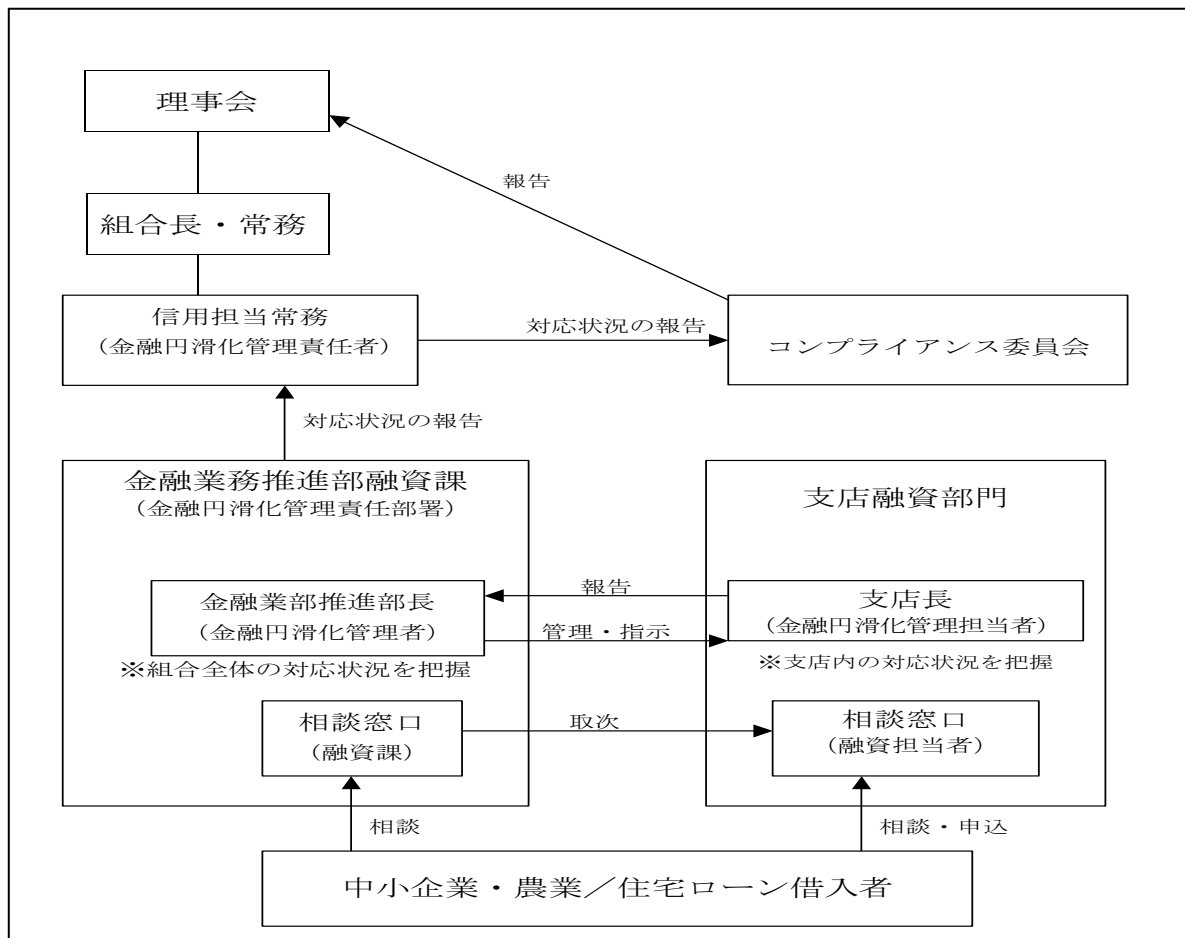 理事会
報告
組合長・常務
信用担当常務
(金融円滑化管理責任者)
対応状況の報告
コンプライアンス委員会
対応状況の報告
金融業務推進部融資課
(金融円滑化管理責任部署)
支店融資部門
金融業部推進部長
(金融円滑化管理者)
※組合全体の対応状況を把握
報告
管理・指示
支店長
(金融円滑化管理担当者)
※支店内の対応状況を把握
相談窓口
(融資課)
取次
相談窓口
(融資担当者)
相談
相談・申込
中小企業・農業／住宅ローン借入者